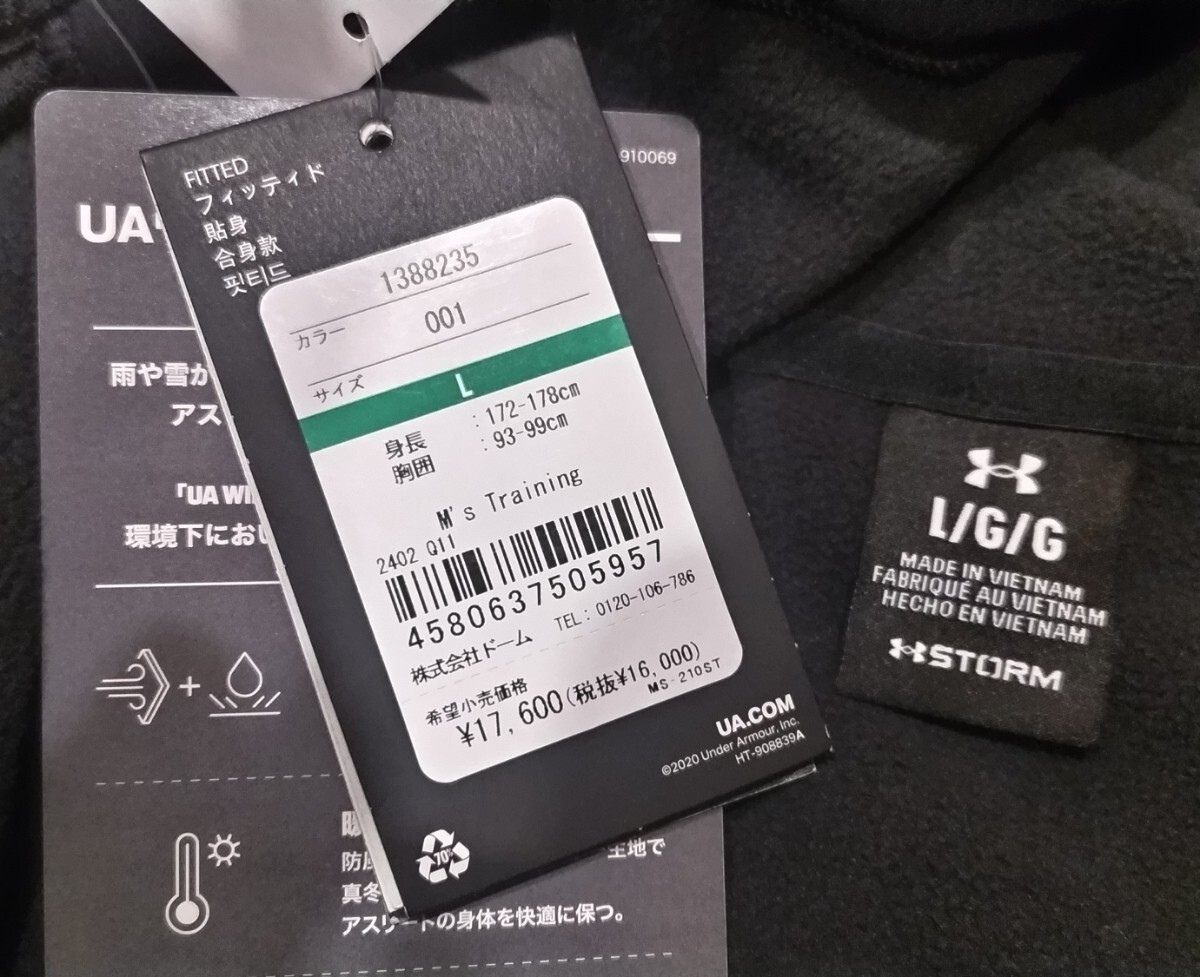 FITTED
フィッティド
貼身
合身款
핏티드
1388235
カラー 001
サイズ L
身長 : 172-178cm
胸囲 : 93-99cm
M's Training
2402 Q11
4580637505957
株式会社ドーム TEL: 0120-106-786
希望小売価格
¥17,600(税抜¥16,000)
MS-210ST
UA.COM
©2020 Under Armour, Inc.
HT-908839A
70%
910069
UA
雨や雪が
アス
「UA WI
環境下におい
+
防
生地で
真冬
アスリートの身体を快適に保つ。
L/G/G
MADE IN VIETNAM
FABRIQUÉ AU VIETNAM
HECHO EN VIETNAM
STORM